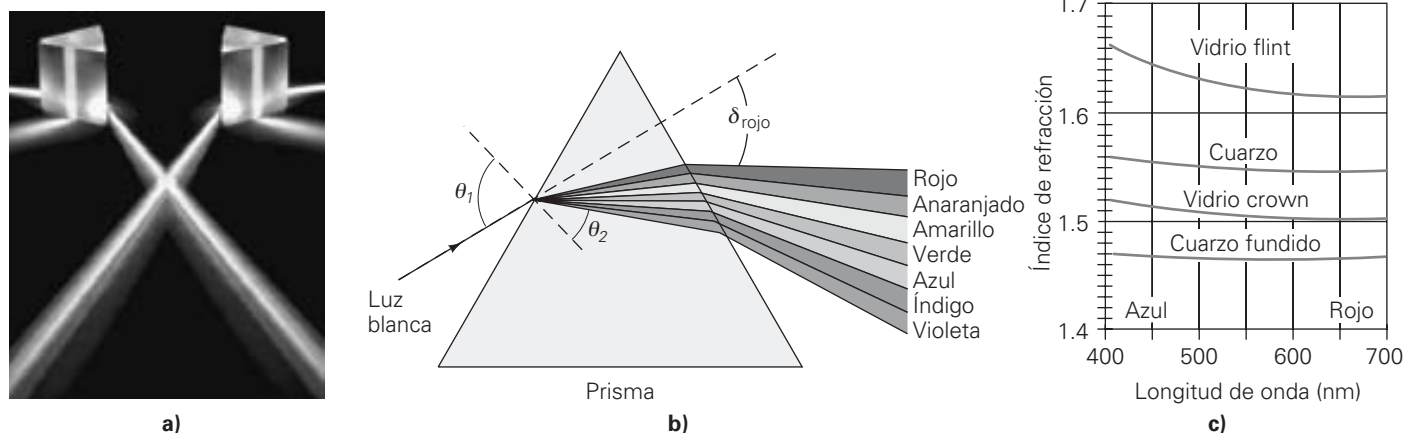 a)
θ1
θ2
δrojo
Luz
blanca
Rojo
Anaranjado
Amarillo
Verde
Azul
Índigo
Violeta
Prisma
b)
Índice de refracción
1.7
1.6
1.5
1.4
Vidrio flint
Cuarzo
Vidrio crown
Cuarzo fundido
Azul
Rojo
400
500
600
700
Longitud de onda (nm)
c)